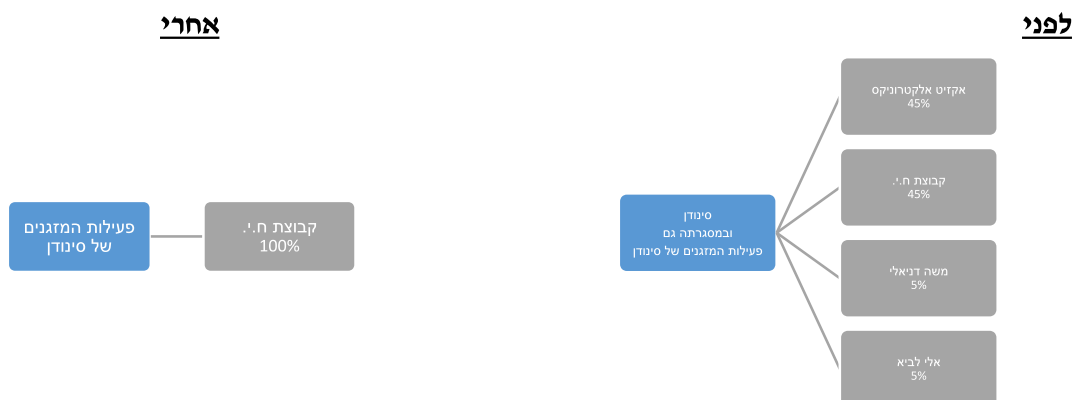 לפני
אקזיט אלקטרוניקס
45%
קבוצת ח.י.
45%
משה דניאלי
5%
אלי לביא
5%
סינודן
ובמסגרתה גם
פעילות המזגנים של סינודן
אחרי
קבוצת ח.י.
100%
פעילות המזגנים
של סינודן